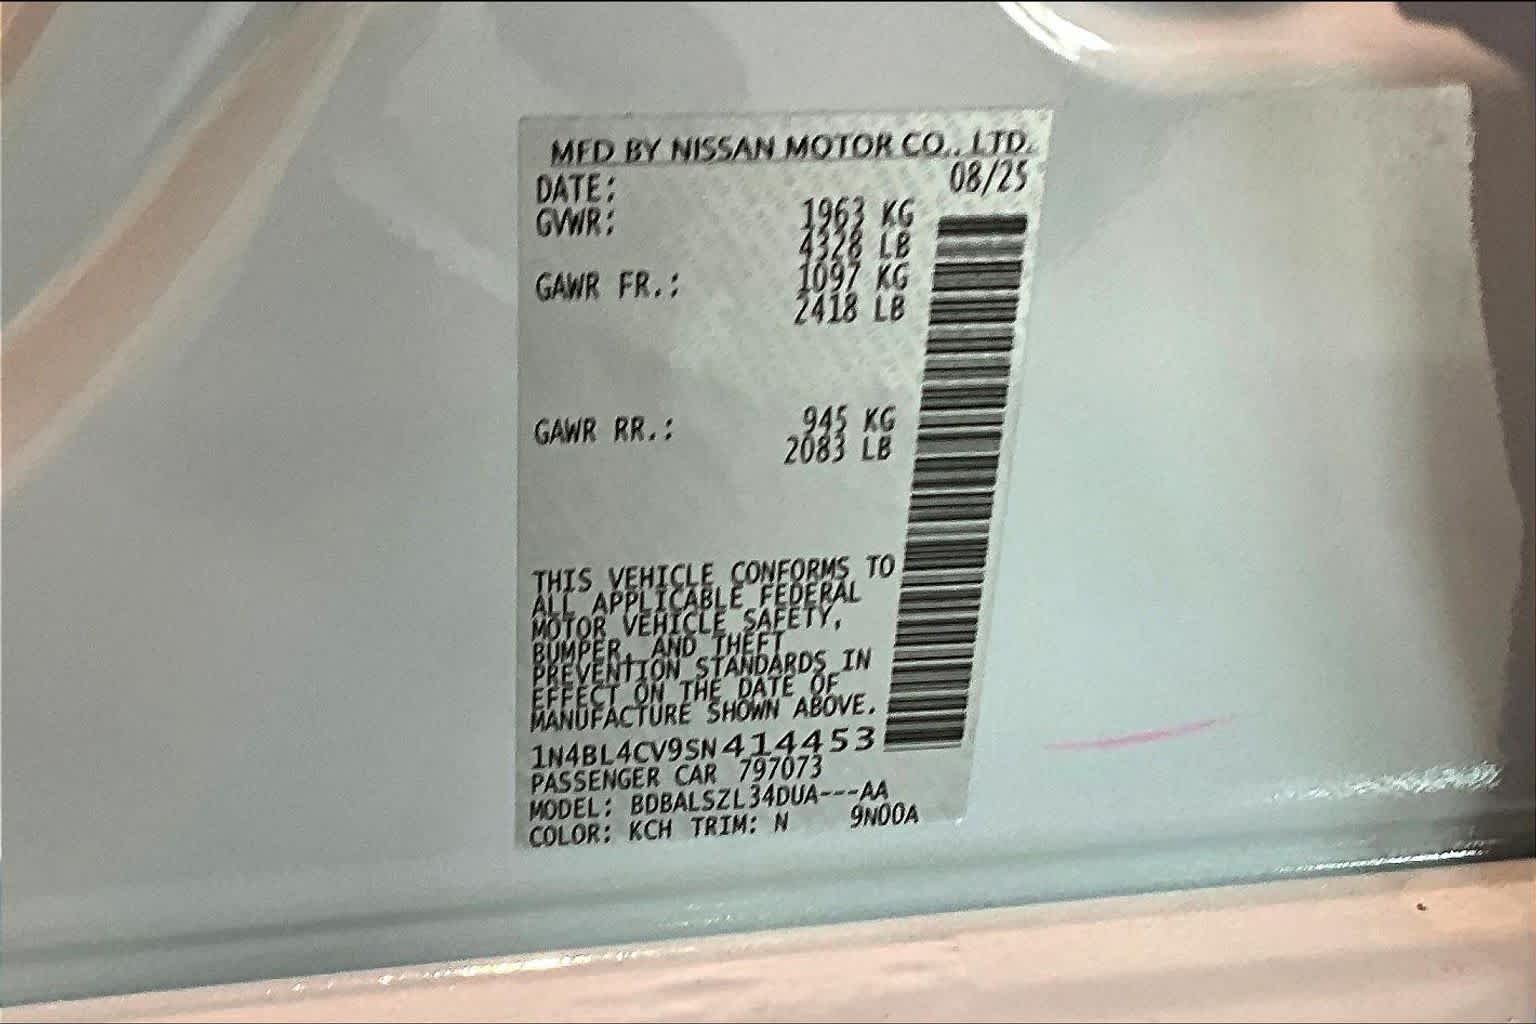 MFD BY NISSAN MOTOR CO., LTD.
DATE: 08/25
GVWR: 1963 KG
4328 LB
GAWR FR.: 1097 KG
2418 LB
GAWR RR.: 945 KG
2083 LB
THIS VEHICLE CONFORMS TO
ALL APPLICABLE FEDERAL
MOTOR VEHICLE SAFETY,
BUMPER, AND THEFT
PREVENTION STANDARDS IN
EFFECT ON THE DATE OF
MANUFACTURE SHOWN ABOVE.
1N4BL4CV9SN414453
PASSENGER CAR 797073
MODEL: BDBALSZL34DUA---AA
COLOR: KCH TRIM: N 9N00A